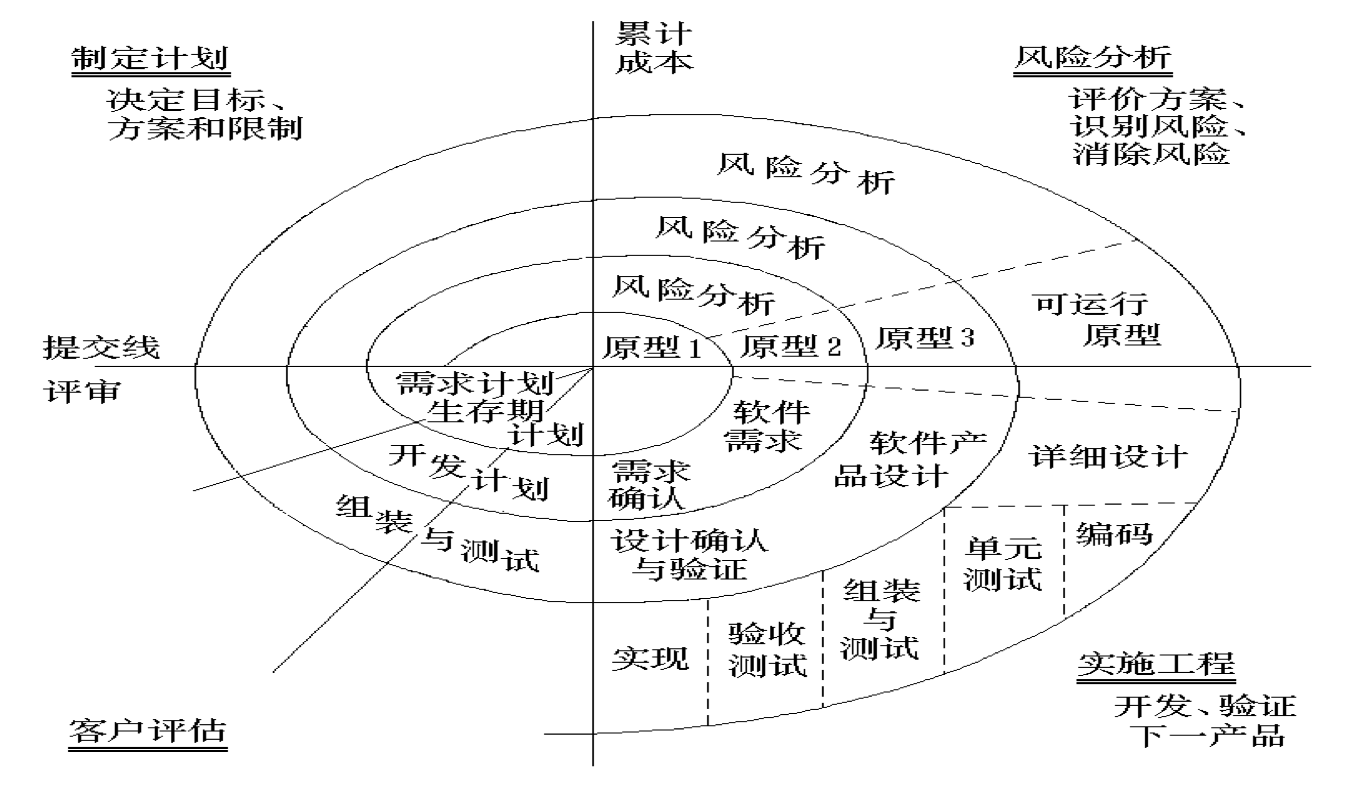 制定计划
决定目标、
方案和限制
累计
成本
风险分析
评价方案、
识别风险、
消除风险
风险分析
风险分析
风险分析
可运行
原型
原型1
原型2
原型3
提交线
评审
需求计划
生存期
计划
开发计划
组装与测试
软件
需求
需求
确认
软件产
品设计
详细设计
设计确认
与验证
实现
验收
测试
组装
与
测试
单元
测试
编码
实施工程
开发、验证
下一产品
客户评估